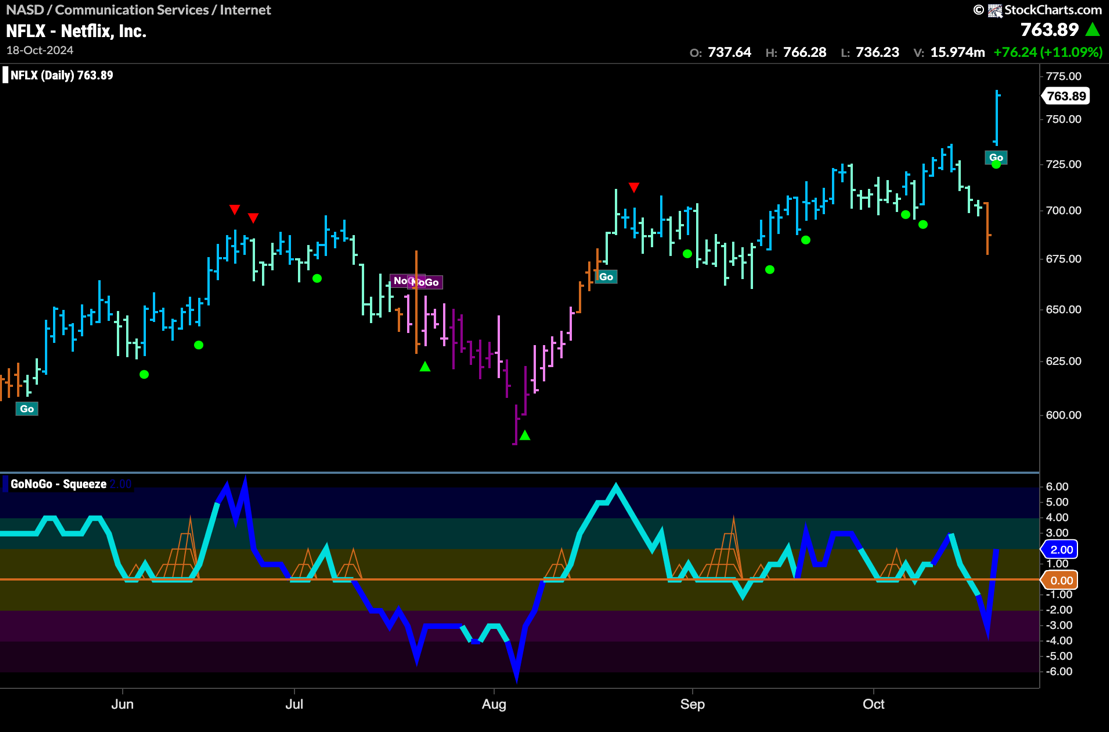 NASD / Communication Services / Internet
© StockCharts.com
NFLX - Netflix, Inc.
763.89
18-Oct-2024
O: 737.64 H: 766.28 L: 736.23 V: 15.974m +76.24 (+11.09%)
NFLX (Daily) 763.89
775.00
763.89
750.00
725.00
700.00
675.00
650.00
625.00
600.00
Go
NoGo
Go
Go
GoNoGo - Squeeze 2.00
6.00
5.00
4.00
3.00
2.00
1.00
0.00
-1.00
-2.00
-3.00
-4.00
-5.00
-6.00
Jun Jul Aug Sep Oct